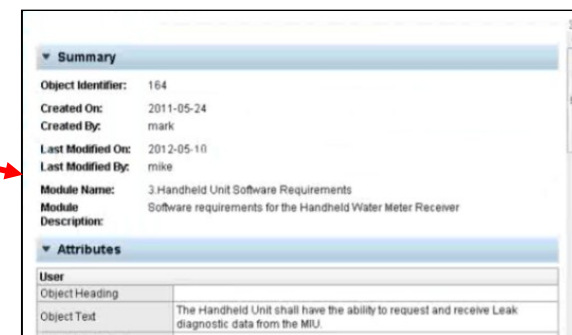 Summary
Object Identifier: 164
Created On: 2011-05-24
Created By: mark
Last Modified On: 2012-05-10
Last Modified By: mike
Module Name: 3.Handheld Unit Software Requirements
Module Description: Software requirements for the Handheld Water Meter Receiver
Attributes
User
Object Heading
Object Text
The Handheld Unit shall have the ability to request and receive Leak
diagnostic data from the MIU.